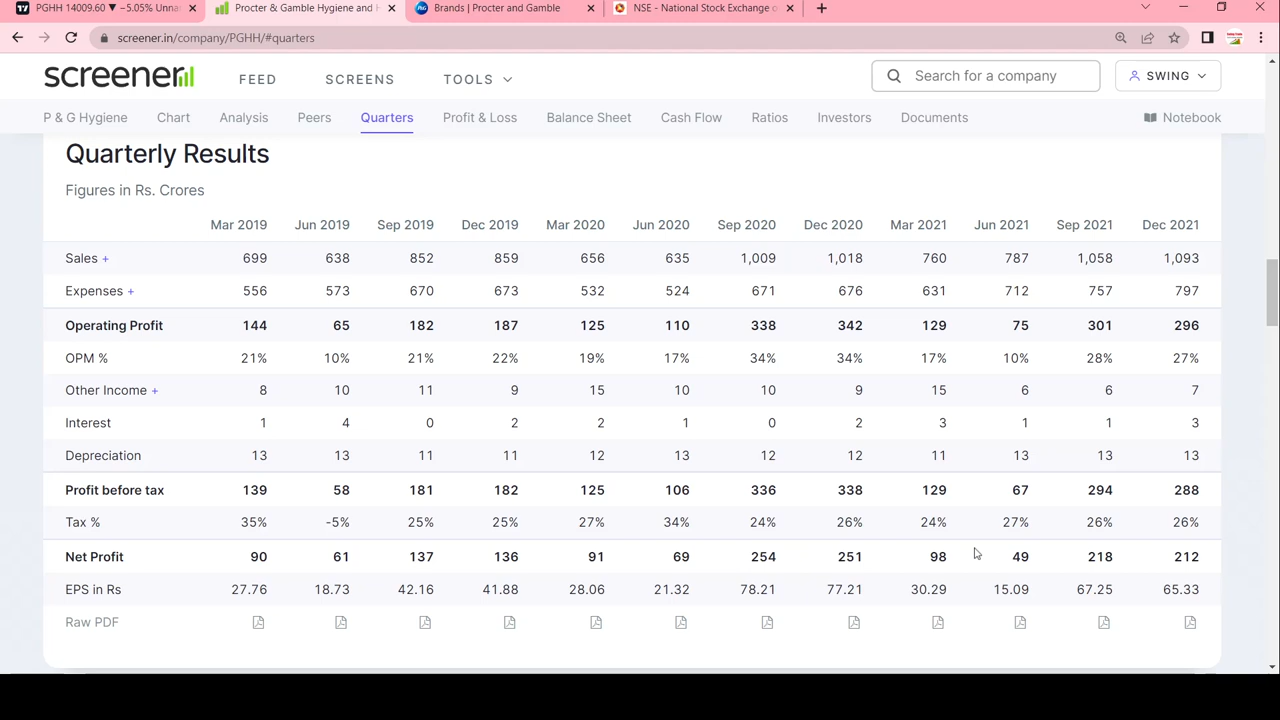 PGHH 14009.60 ▼ −5.05% Unna
Procter & Gamble Hygiene and H
Brands | Procter and Gamble
NSE - National Stock Exchange o
screener.in/company/PGHH/#quarters
screener
FEED
SCREENS
TOOLS
Search for a company
SWING
P & G Hygiene
Chart
Analysis
Peers
Quarters
Profit & Loss
Balance Sheet
Cash Flow
Ratios
Investors
Documents
Notebook
Quarterly Results
Figures in Rs. Crores
Mar 2019 Jun 2019 Sep 2019 Dec 2019 Mar 2020 Jun 2020 Sep 2020 Dec 2020 Mar 2021 Jun 2021 Sep 2021 Dec 2021
Sales + 699 638 852 859 656 635 1,009 1,018 760 787 1,058 1,093
Expenses + 556 573 670 673 532 524 671 676 631 712 757 797
Operating Profit 144 65 182 187 125 110 338 342 129 75 301 296
OPM % 21% 10% 21% 22% 19% 17% 34% 34% 17% 10% 28% 27%
Other Income + 8 10 11 9 15 10 10 9 15 6 6 7
Interest 1 4 0 2 2 1 0 2 3 1 1 3
Depreciation 13 13 11 11 12 13 12 12 11 13 13 13
Profit before tax 139 58 181 182 125 106 336 338 129 67 294 288
Tax % 35% -5% 25% 25% 27% 34% 24% 26% 24% 27% 26% 26%
Net Profit 90 61 137 136 91 69 254 251 98 49 218 212
EPS in Rs 27.76 18.73 42.16 41.88 28.06 21.32 78.21 77.21 30.29 15.09 67.25 65.33
Raw PDF